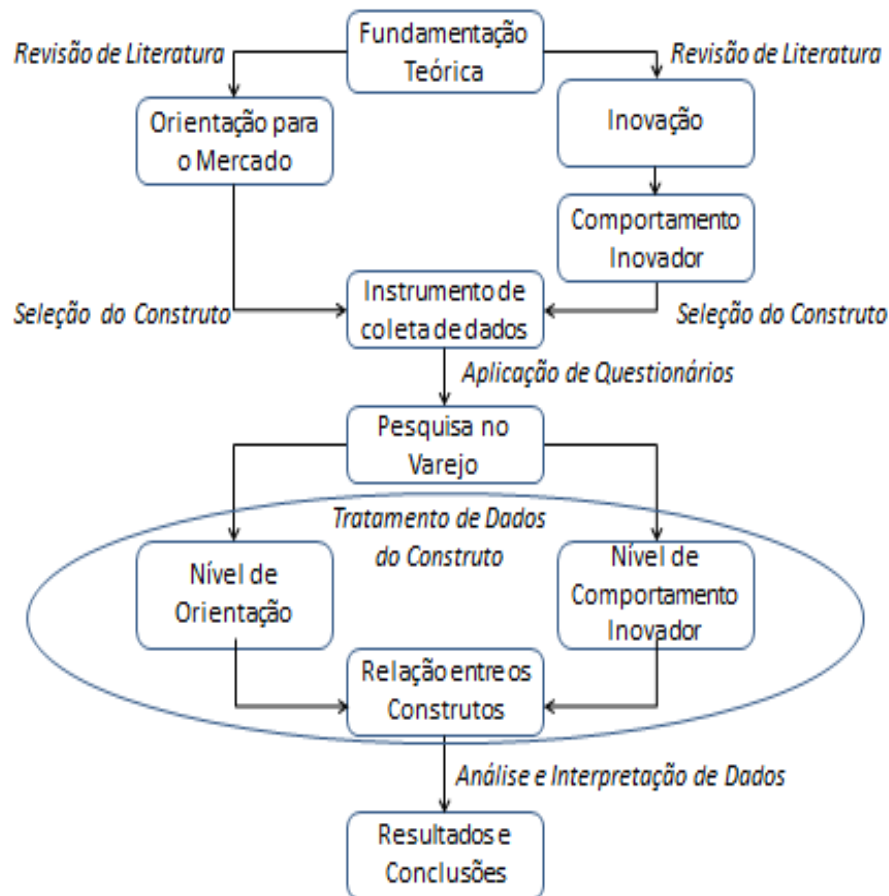 Fundamentação
Teórica
Revisão de Literatura
Revisão de Literatura
Orientação para
o Mercado
Inovação
Comportamento
Inovador
Seleção do Construto
Instrumento de
coleta de dados
Seleção do Construto
Aplicação de Questionários
Pesquisa no
Varejo
Tratamento de Dados
do Construto
Nível de
Orientação
Nível de
Comportamento
Inovador
Relação entre os
Construtos
Análise e Interpretação de Dados
Resultados e
Conclusões